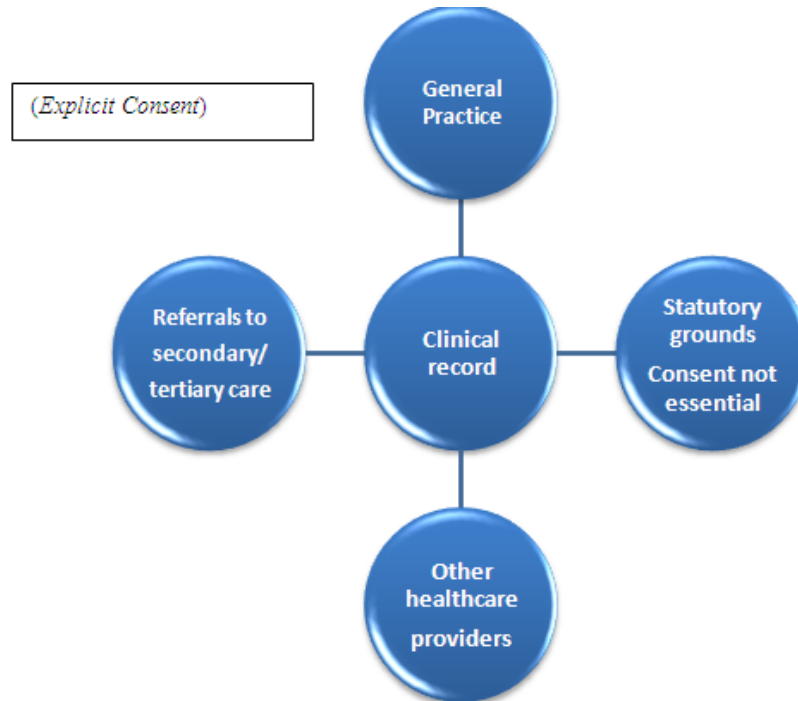 General
Practice
(Explicit Consent)
Referrals to
secondary/
tertiary care
Clinical
record
Statutory
grounds
Consent not
essential
Other
healthcare
providers